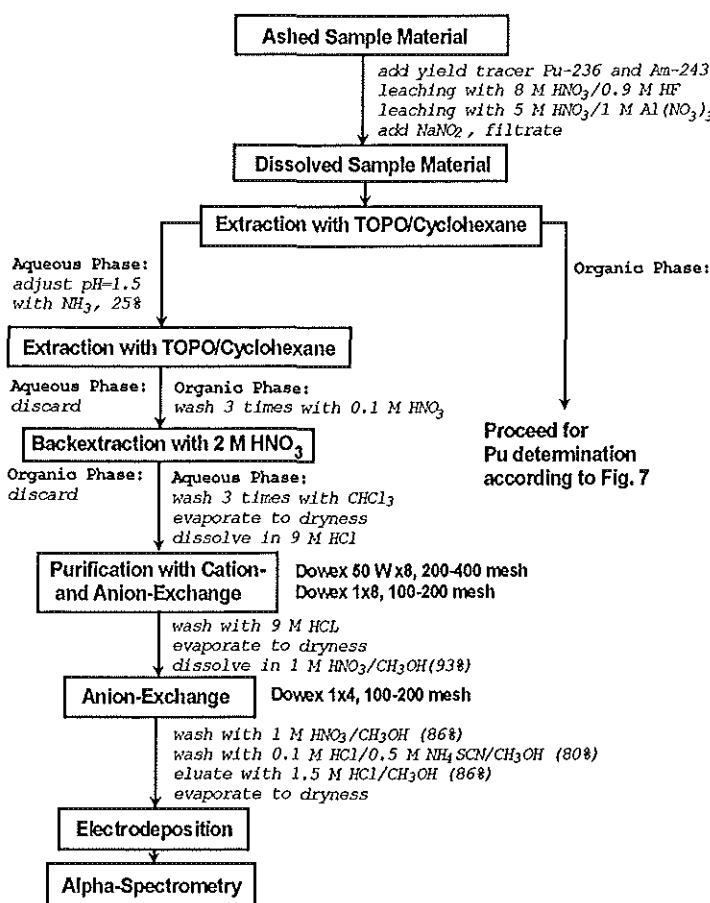 Ashed Sample Material
add yield tracer Pu-236 and Am-243
leaching with 8 M HNO₃/0.9 M HF
leaching with 5 M HNO₃/1 M Al(NO₃)₃
add NaNO₂, filtrate
Dissolved Sample Material
Extraction with TOPO/Cyclohexane
Aqueous Phase:
adjust pH=1.5
with NH₃, 25%
Organic Phase:
Extraction with TOPO/Cyclohexane
Aqueous Phase:
discard
Organic Phase:
wash 3 times with 0.1 M HNO₃
Proceed for
Pu determination
according to Fig. 7
Backextraction with 2 M HNO₃
Organic Phase:
discard
Aqueous Phase:
wash 3 times with CHCl₃
evaporate to dryness
dissolve in 9 M HCl
Purification with Cation-
and Anion-Exchange
Dowex 50 W x8, 200-400 mesh
Dowex 1x8, 100-200 mesh
wash with 9 M HCL
evaporate to dryness
dissolve in 1 M HNO₃/CH₃OH(93%)
Anion-Exchange
Dowex 1x4, 100-200 mesh
wash with 1 M HNO₃/CH₃OH (86%)
wash with 0.1 M HCl/0.5 M NH₄SCN/CH₃OH (80%)
eluate with 1.5 M HCl/CH₃OH (86%)
evaporate to dryness
Electrodeposition
Alpha-Spectrometry